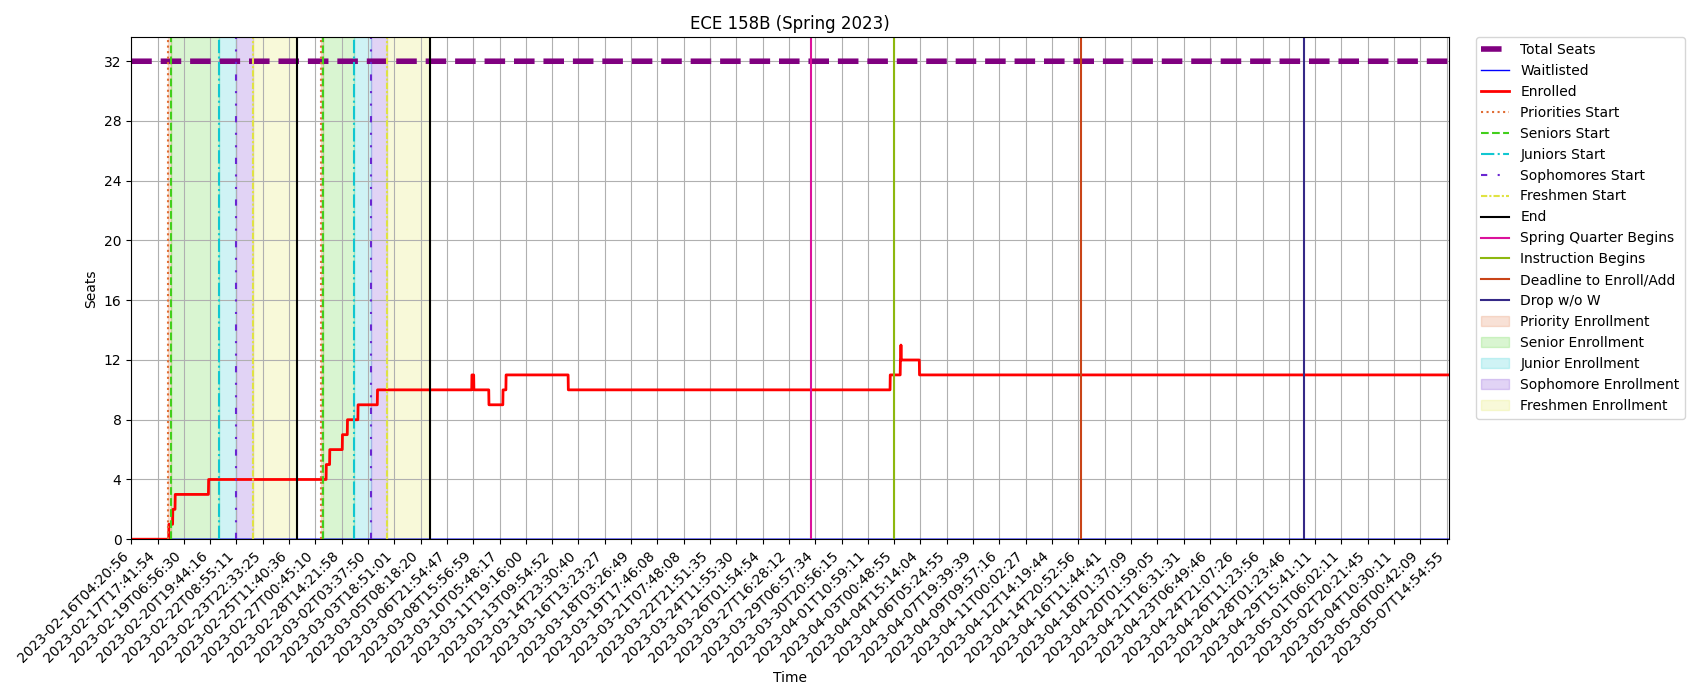 ECE 158B (Spring 2023)
Seats
32
28
24
20
16
12
8
4
0
2023-02-16T04:20:56
2023-02-17T17:41:54
2023-02-19T06:56:30
2023-02-20T19:44:16
2023-02-22T08:55:11
2023-02-23T22:33:25
2023-02-25T11:40:36
2023-02-27T00:45:10
2023-02-28T14:21:58
2023-03-02T03:37:50
2023-03-03T18:51:01
2023-03-05T08:18:20
2023-03-06T21:54:47
2023-03-08T15:56:59
2023-03-10T05:48:17
2023-03-11T19:16:00
2023-03-13T09:54:52
2023-03-14T23:30:40
2023-03-16T13:23:27
2023-03-18T03:26:49
2023-03-19T17:46:08
2023-03-21T07:48:08
2023-03-22T21:51:35
2023-03-24T11:55:30
2023-03-26T01:54:54
2023-03-27T16:28:12
2023-03-29T06:57:34
2023-03-30T20:56:15
2023-04-01T10:59:11
2023-04-03T00:48:55
2023-04-04T15:14:04
2023-04-06T05:24:55
2023-04-07T19:39:39
2023-04-09T09:57:16
2023-04-11T00:02:27
2023-04-12T14:19:44
2023-04-14T20:52:56
2023-04-16T11:44:41
2023-04-18T01:37:09
2023-04-20T01:59:05
2023-04-21T16:31:31
2023-04-23T06:49:46
2023-04-24T21:07:26
2023-04-26T11:23:56
2023-04-28T01:23:46
2023-04-29T15:41:11
2023-05-01T06:02:11
2023-05-02T20:21:45
2023-05-04T10:30:11
2023-05-06T00:42:09
2023-05-07T14:54:55
Time
Total Seats
Waitlisted
Enrolled
Priorities Start
Seniors Start
Juniors Start
Sophomores Start
Freshmen Start
End
Spring Quarter Begins
Instruction Begins
Deadline to Enroll/Add
Drop w/o W
Priority Enrollment
Senior Enrollment
Junior Enrollment
Sophomore Enrollment
Freshmen Enrollment